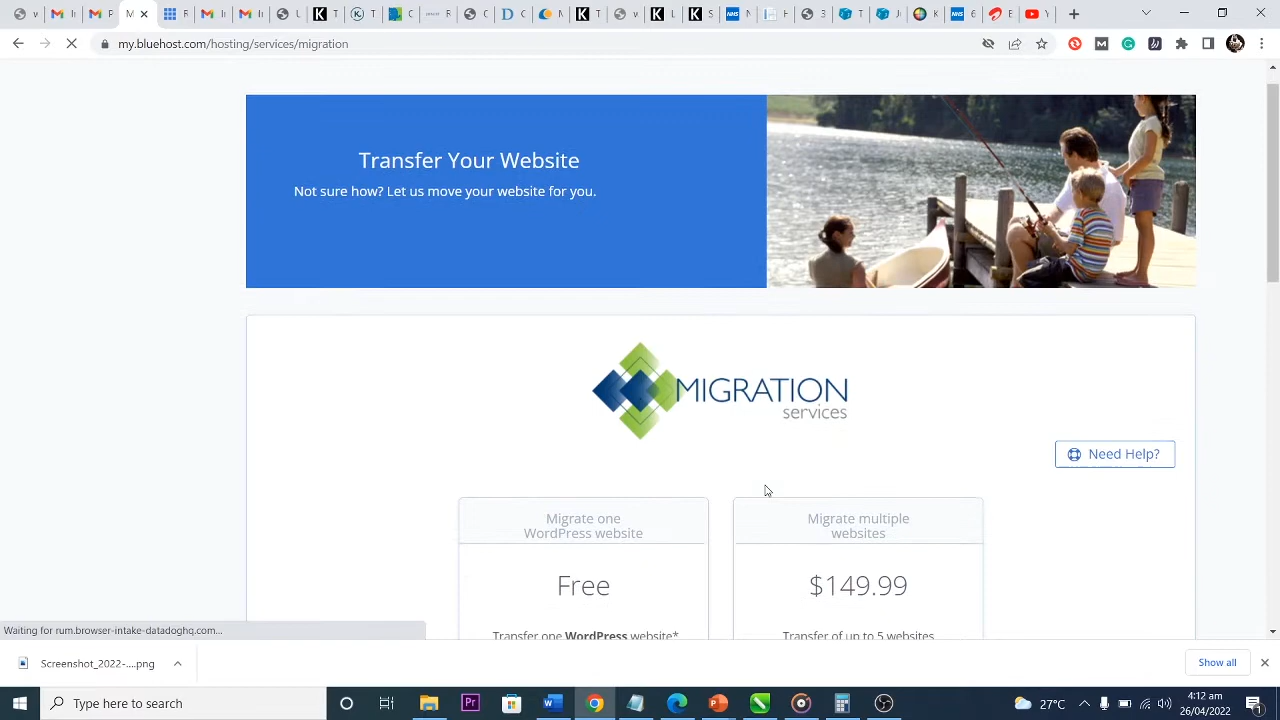 my.bluehost.com/hosting/services/migration
Transfer Your Website
Not sure how? Let us move your website for you.
MIGRATION
services
Need Help?
Migrate one
WordPress website
Free
Transfer one WordPress website*
Migrate multiple
websites
$149.99
Transfer of up to 5 websites
Waiting for rum.browser-intake-datadoghq.com...
Screenshot_2022-....png
Show all
Type here to search
27°C
4:12 am
26/04/2022